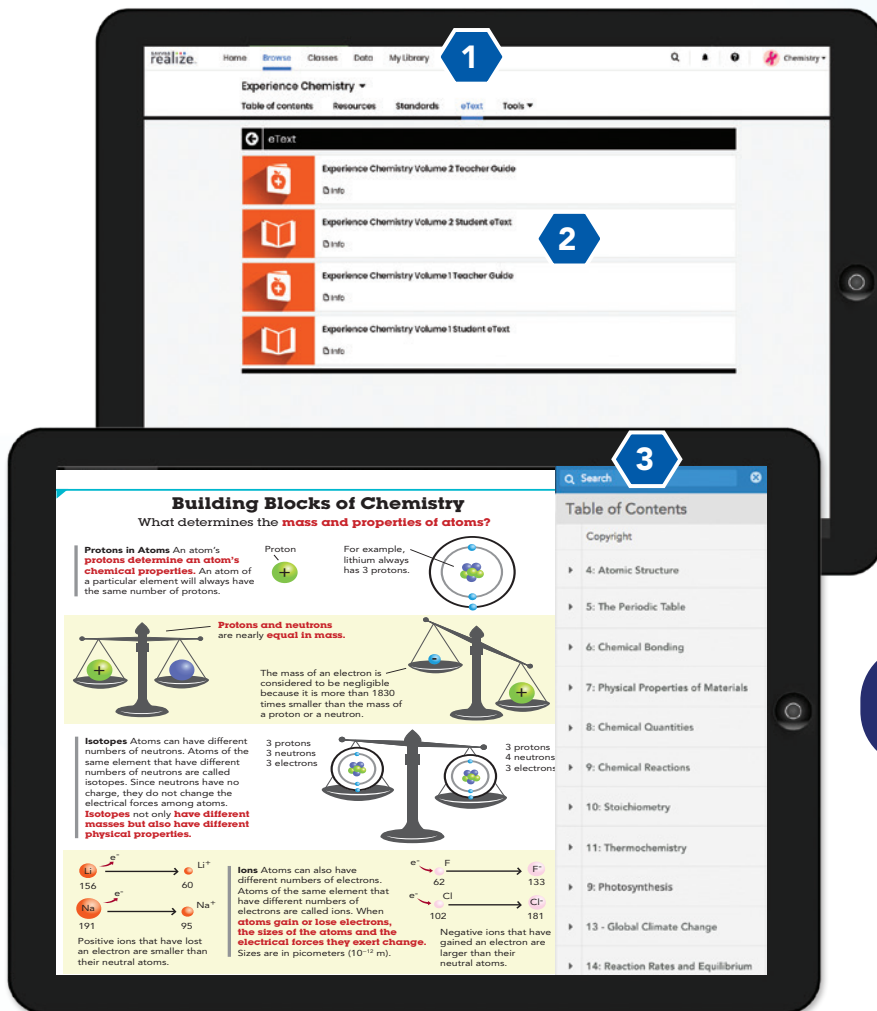 realize.
Home Browse Classes Data My Library
1
Chemistry
Experience Chemistry
Table of contents Resources Standards eText Tools
eText
Experience Chemistry Volume 2 Teacher Guide
Info
Experience Chemistry Volume 2 Student eText
Info
2
Experience Chemistry Volume 1 Teacher Guide
Info
Experience Chemistry Volume 1 Student eText
Info
3
Search
Table of Contents
Copyright
4: Atomic Structure
5: The Periodic Table
6: Chemical Bonding
7: Physical Properties of Materials
8: Chemical Quantities
9: Chemical Reactions
10: Stoichiometry
11: Thermochemistry
9: Photosynthesis
13 - Global Climate Change
14: Reaction Rates and Equilibrium
Building Blocks of Chemistry
What determines the mass and properties of atoms?
Protons in Atoms An atom's
protons determine an atom's
chemical properties. An atom of
a particular element will always have
the same number of protons.
Proton
+
For example,
lithium always
has 3 protons.
Protons and neutrons
are nearly equal in mass.
+
The mass of an electron is
considered to be negligible
because it is more than 1830
times smaller than the mass of
a proton or a neutron.
-
+
Isotopes Atoms can have different
numbers of neutrons. Atoms of the
same element that have different
numbers of neutrons are called
isotopes. Since neutrons have no
charge, they do not change the
electrical forces among atoms.
Isotopes not only have different
masses but also have different
physical properties.
3 protons
3 neutrons
3 electrons
3 protons
4 neutrons
3 electrons
e⁻
Li Li⁺
156 60
e⁻
Na Na⁺
191 95
Positive ions that have lost
an electron are smaller than
their neutral atoms.
Ions Atoms can also have
different numbers of electrons.
Atoms of the same element that
have different numbers of
electrons are called ions. When
atoms gain or lose electrons,
the sizes of the atoms and the
electrical forces they exert change.
Sizes are in picometers (10⁻¹² m).
e⁻ F F⁻
62 133
e⁻ Cl Cl⁻
102 181
Negative ions that have
gained an electron are
larger than their
neutral atoms.